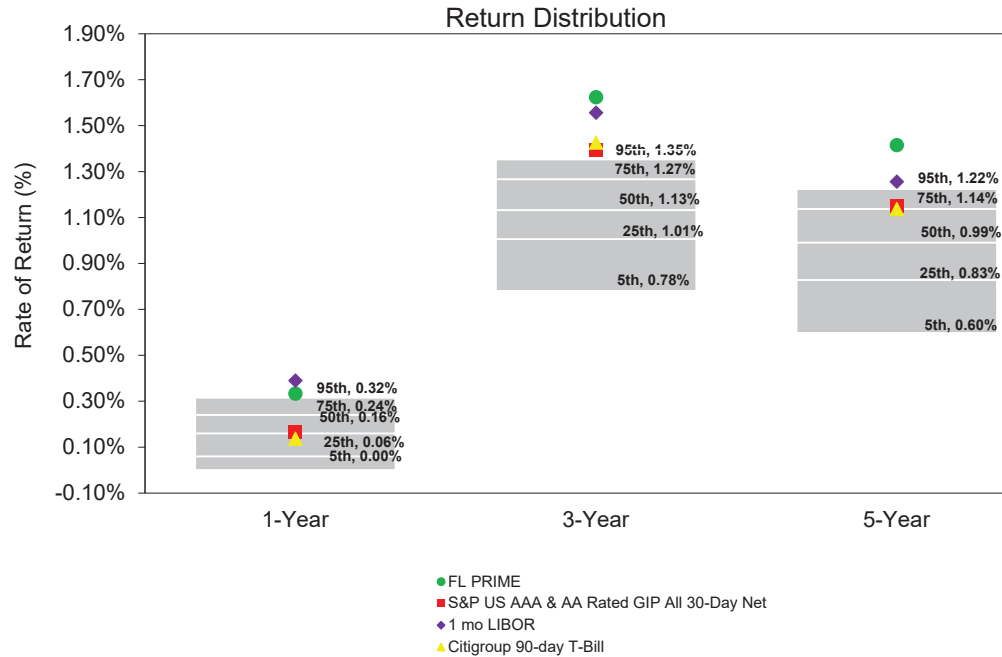 Return Distribution
Rate of Return (%)
1.90%
1.70%
1.50%
1.30%
1.10%
0.90%
0.70%
0.50%
0.30%
0.10%
-0.10%
95th, 0.32%
75th, 0.24%
50th, 0.16%
25th, 0.06%
5th, 0.00%
95th, 1.35%
75th, 1.27%
50th, 1.13%
25th, 1.01%
5th, 0.78%
95th, 1.22%
75th, 1.14%
50th, 0.99%
25th, 0.83%
5th, 0.60%
1-Year
3-Year
5-Year
FL PRIME
S&P US AAA & AA Rated GIP All 30-Day Net
1 mo LIBOR
Citigroup 90-day T-Bill